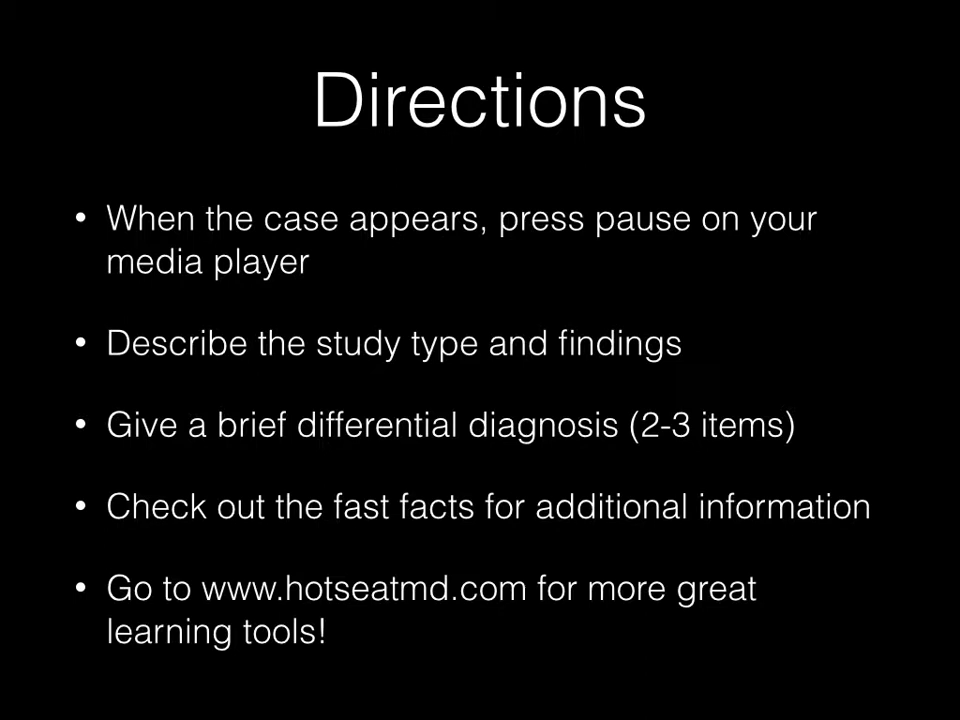 Directions
• When the case appears, press pause on your
media player
• Describe the study type and findings
• Give a brief differential diagnosis (2-3 items)
• Check out the fast facts for additional information
• Go to www.hotseatmd.com for more great
learning tools!